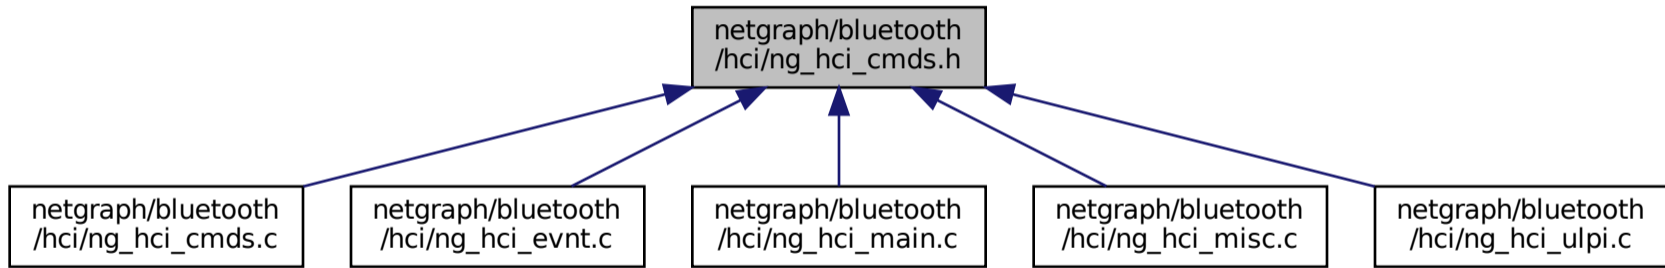 netgraph/bluetooth
/hci/ng_hci_cmds.h
netgraph/bluetooth
/hci/ng_hci_cmds.c
netgraph/bluetooth
/hci/ng_hci_evnt.c
netgraph/bluetooth
/hci/ng_hci_main.c
netgraph/bluetooth
/hci/ng_hci_misc.c
netgraph/bluetooth
/hci/ng_hci_ulpi.c